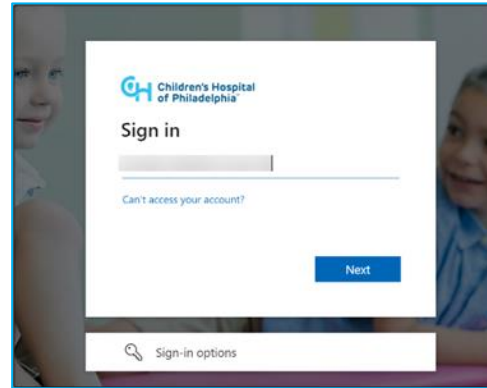 Children's Hospital
of Philadelphia
Sign in
Can't access your account?
Next
Sign-in options